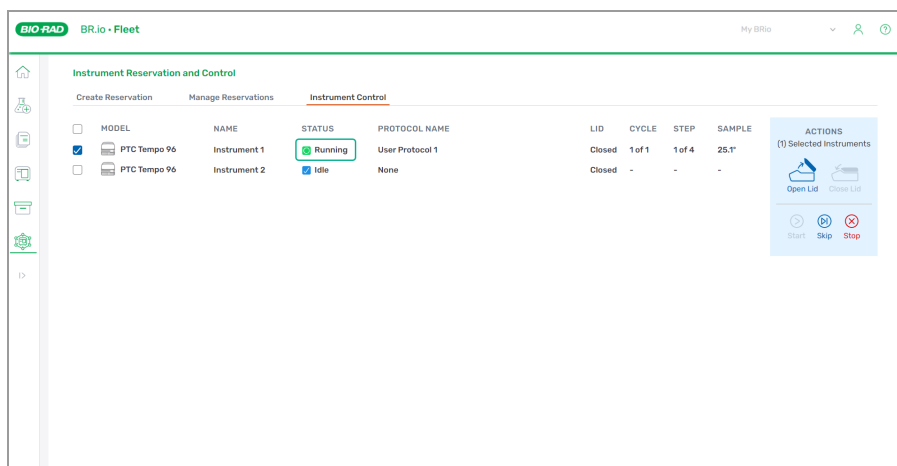 BIO-RAD BR.io • Fleet My BRio
Instrument Reservation and Control
Create Reservation Manage Reservations Instrument Control
MODEL NAME STATUS PROTOCOL NAME LID CYCLE STEP SAMPLE
PTC Tempo 96 Instrument 1 Running User Protocol 1 Closed 1 of 1 1 of 4 25.1°
PTC Tempo 96 Instrument 2 Idle None Closed - - -
ACTIONS
(1) Selected Instruments
Open Lid Close Lid
Start Skip Stop